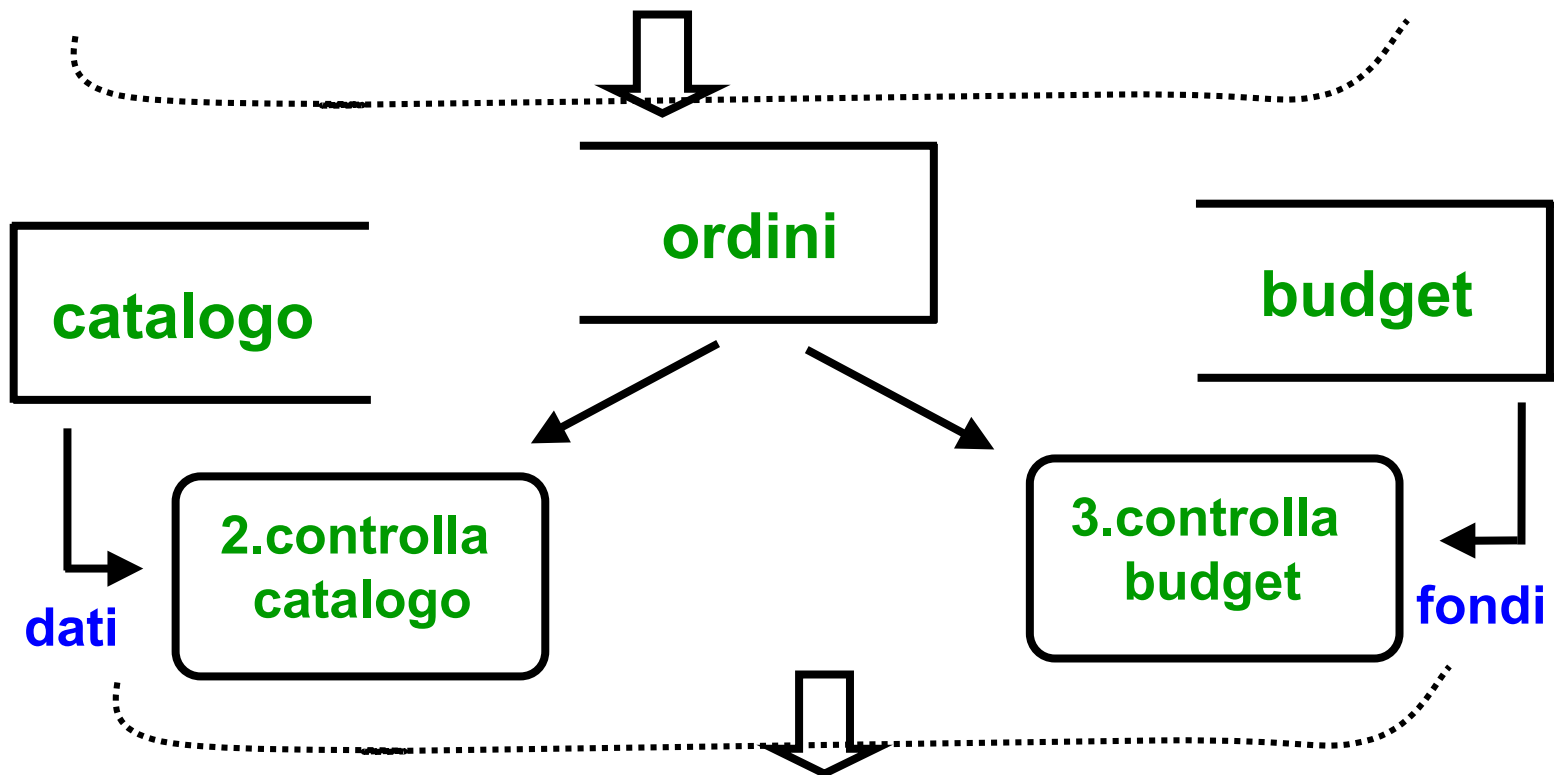 ordini
catalogo
budget
2.controlla
catalogo
3.controlla
budget
dati
fondi